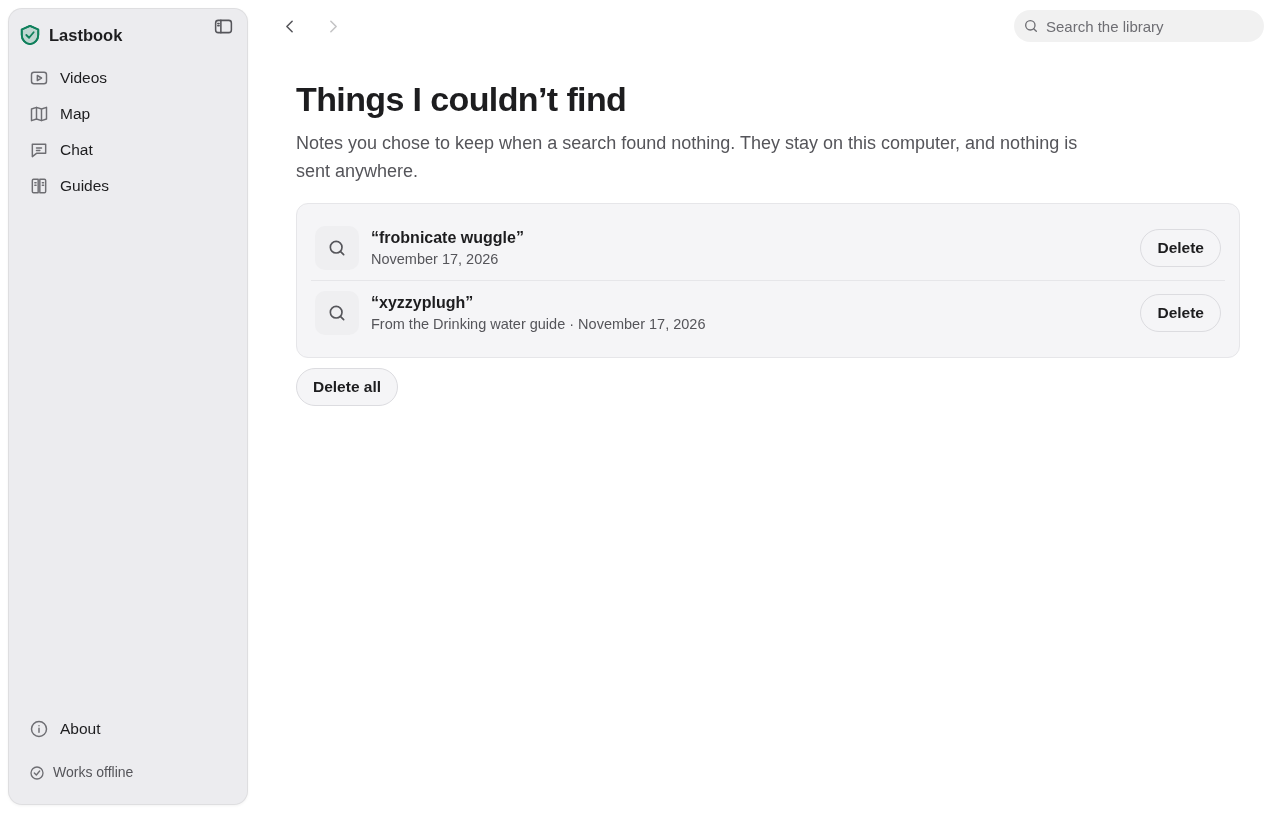 Lastbook
Videos
Map
Chat
Guides
About
Works offline
Search the library
Things I couldn’t find
Notes you chose to keep when a search found nothing. They stay on this computer, and nothing is
sent anywhere.
“frobnicate wuggle”
November 17, 2026
Delete
“xyzzyplugh”
From the Drinking water guide · November 17, 2026
Delete
Delete all